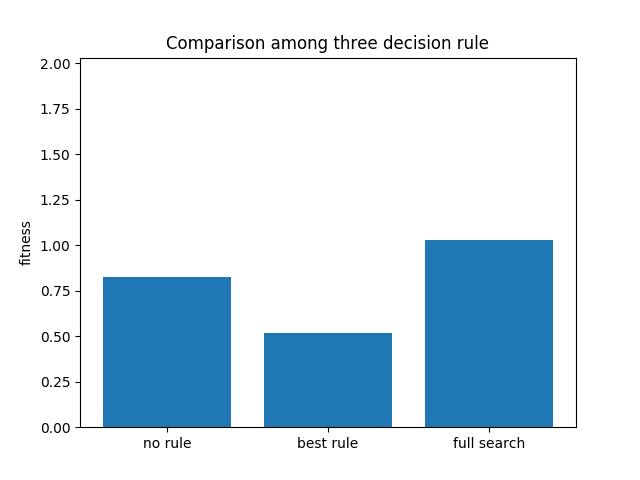 Comparison among three decision rule
2.00
1.75
1.50
1.25
1.00
0.75
0.50
0.25
0.00
fitness
no rule
best rule
full search